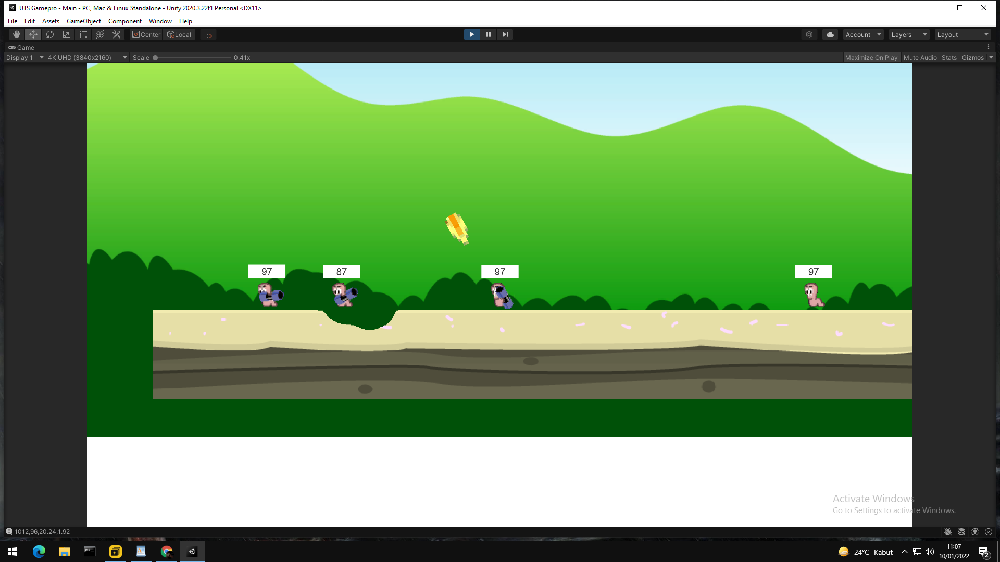 UTS Gamepro - Main - PC, Mac & Linux Standalone - Unity 2020.3.22f1 Personal <DX11>
File Edit Assets GameObject Component Window Help
Center Local Account Layers Layout
Game
Display 1 4K UHD (3840x2160) Scale 0.41x Maximize On Play Mute Audio Stats Gizmos
97 87 97 97
Activate Windows
Go to Settings to activate Windows.
1012,96,20.24,1.92
24°C Kabut
11:07
10/01/2022
2